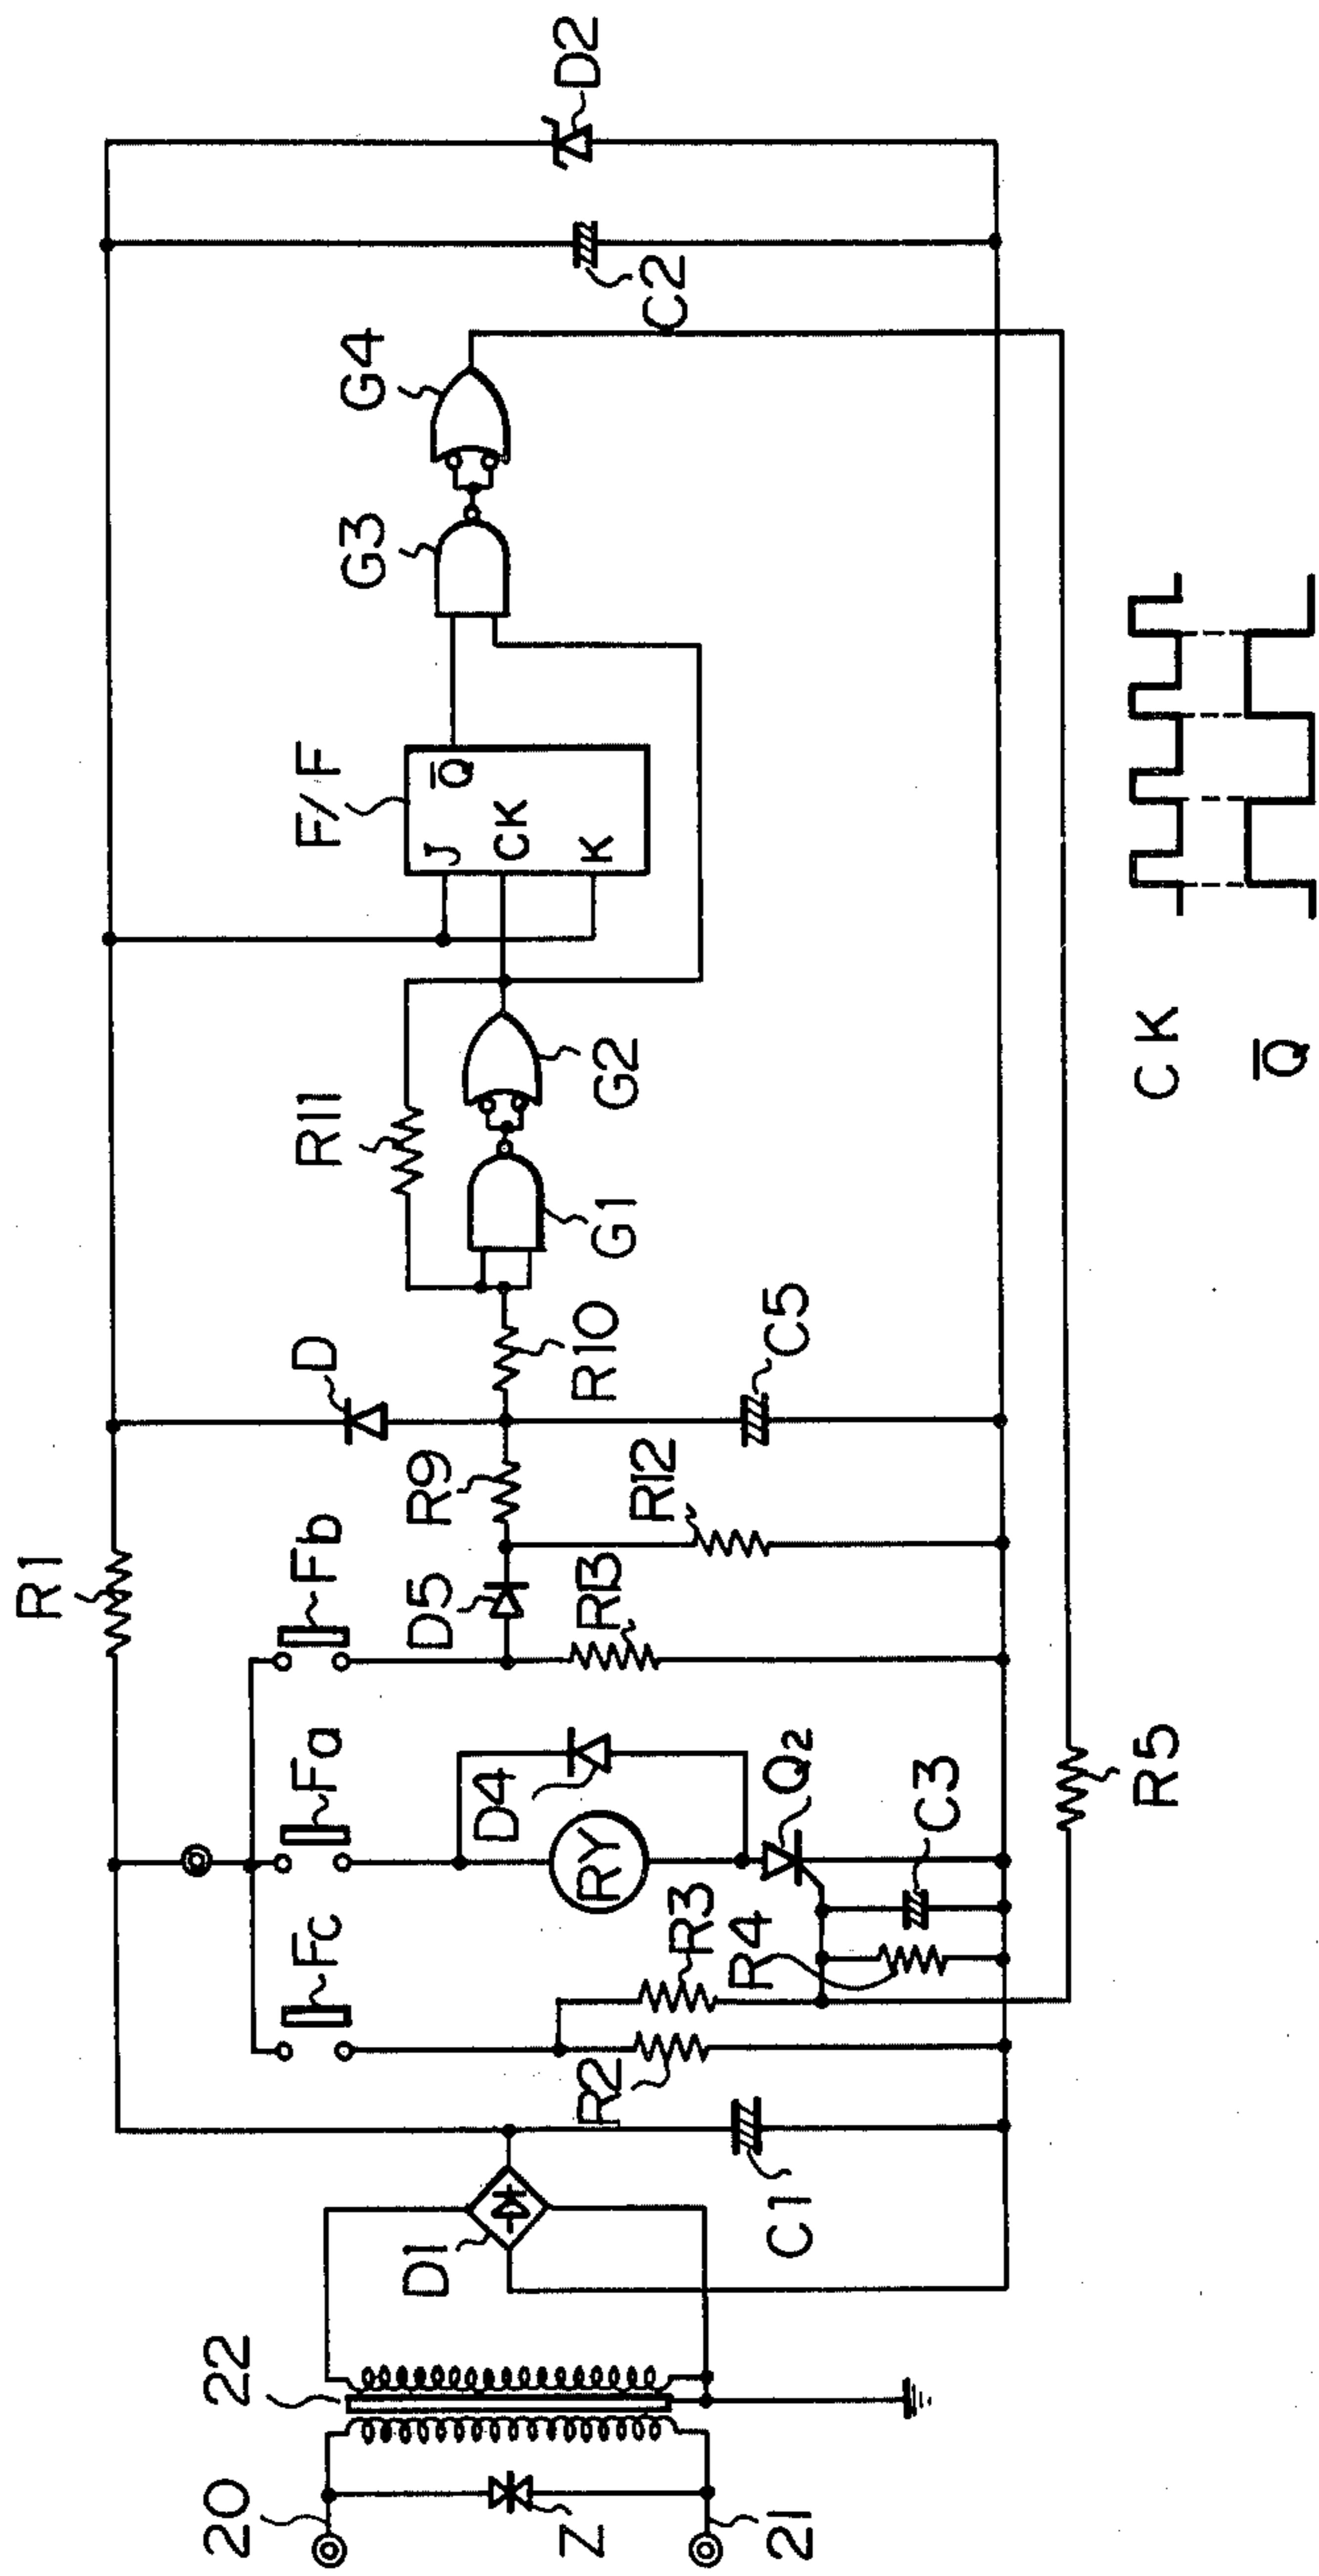 R1
D2
C2
G4
G3
F/F
J
CK
K
Q̅
R11
G2
G1
D
R10
C5
R9
R12
Fb
D5
R13
Fa
D4
RY
Q2
C3
Fc
R3
R4
R2
R5
D1
C1
22
20
Z
21
CK
Q̅